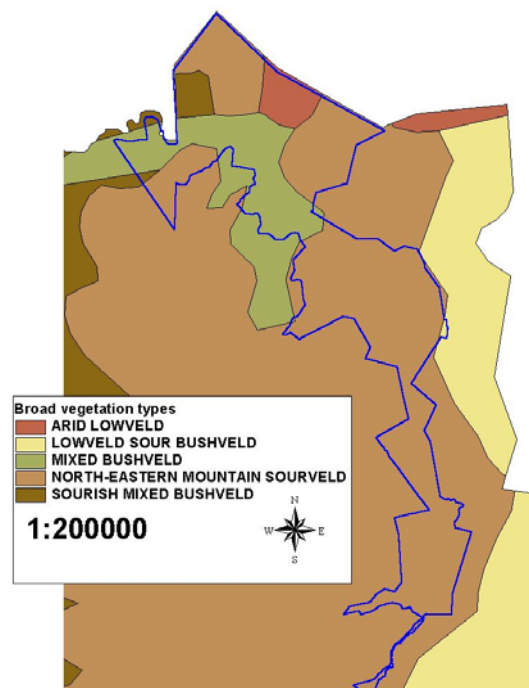 Broad vegetation types
ARID LOWVELD
LOWVELD SOUR BUSHVELD
MIXED BUSHVELD
NORTH-EASTERN MOUNTAIN SOURVELD
SOURISH MIXED BUSHVELD
1:200000
N
W E
S